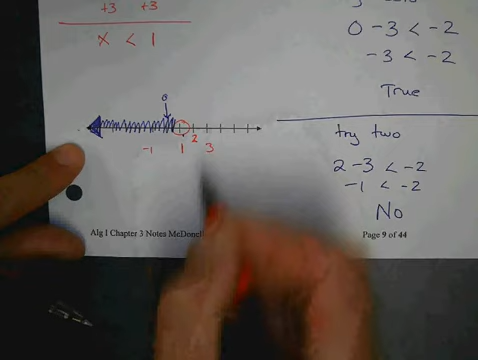 +3 +3
x < 1
0
-1 1 2 3
0 - 3 < -2
-3 < -2
True
try two
2 - 3 < -2
-1 < -2
No
Alg I Chapter 3 Notes
Page 9 of 44